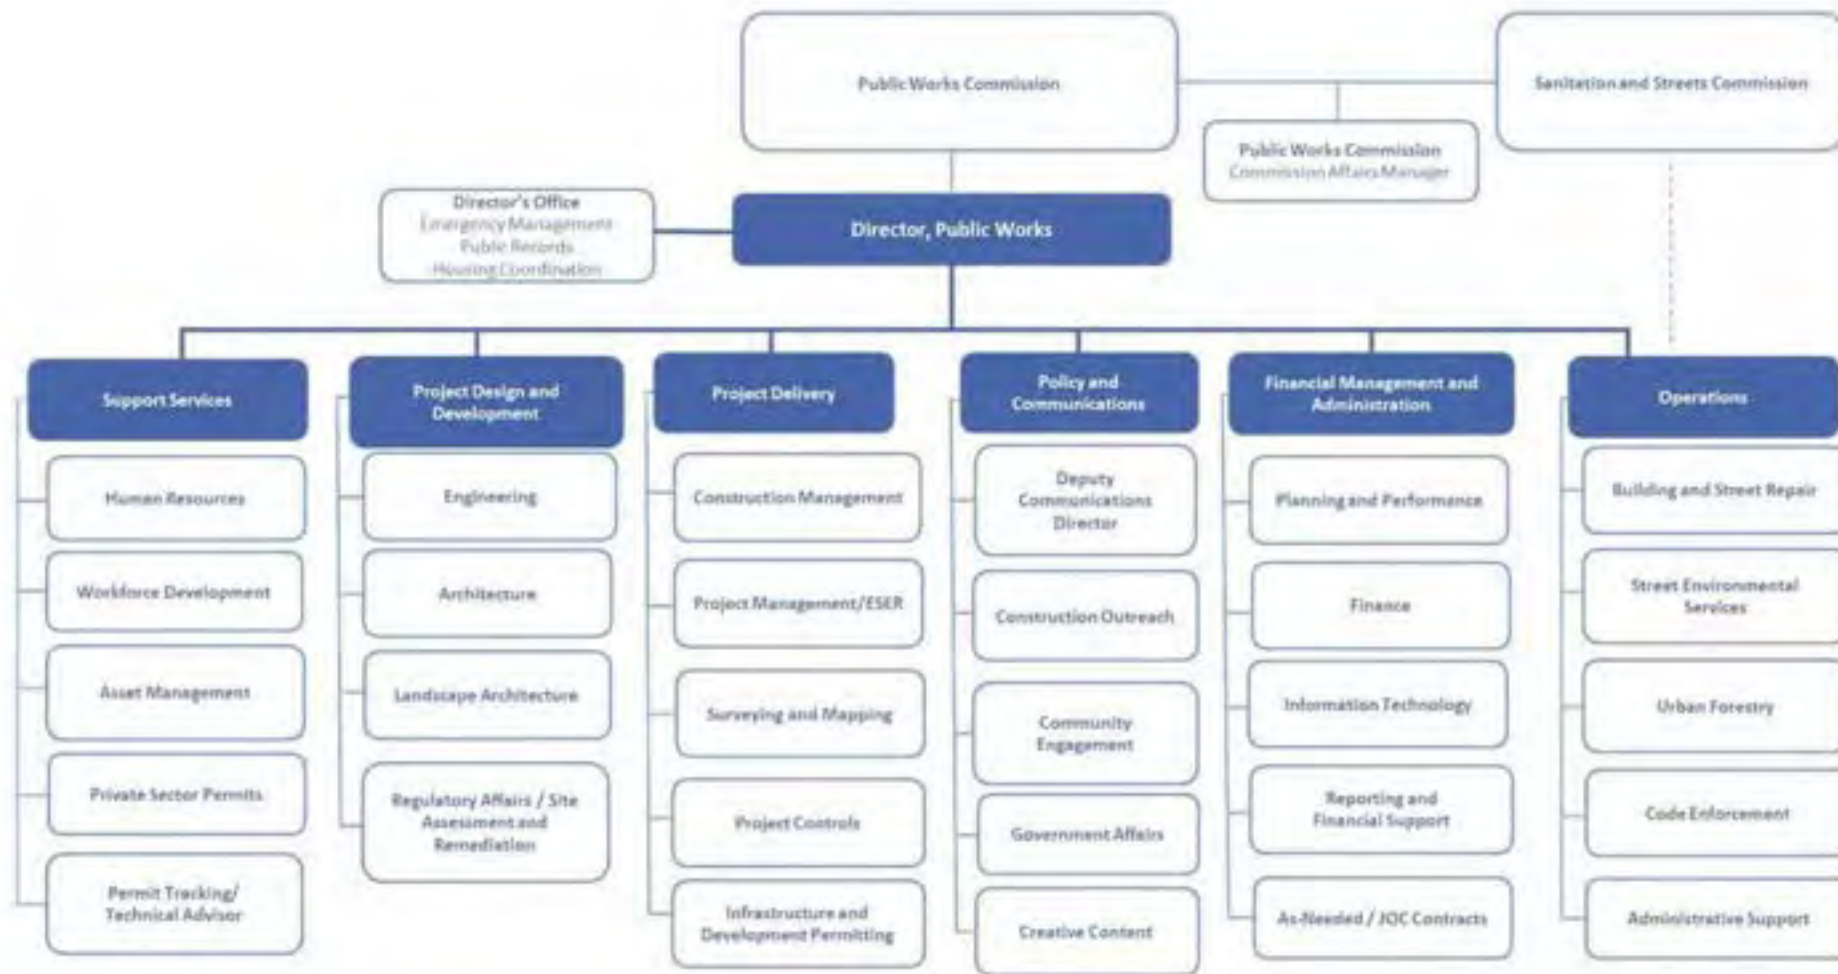 Public Works Commission
Sanitation and Streets Commission
Public Works Commission
Commission Affairs Manager
Director's Office
Emergency Management
Public Records
Housing Coordination
Director, Public Works
Support Services
Human Resources
Workforce Development
Asset Management
Private Sector Permits
Permit Tracking/
Technical Advisor
Project Design and
Development
Engineering
Architecture
Landscape Architecture
Regulatory Affairs / Site
Assessment and
Remediation
Project Delivery
Construction Management
Project Management/ESER
Surveying and Mapping
Project Controls
Infrastructure and
Development Permitting
Policy and
Communications
Deputy
Communications
Director
Construction Outreach
Community
Engagement
Government Affairs
Creative Content
Financial Management and
Administration
Planning and Performance
Finance
Information Technology
Reporting and
Financial Support
As-Needed / JOC Contracts
Operations
Building and Street Repair
Street Environmental
Services
Urban Forestry
Code Enforcement
Administrative Support